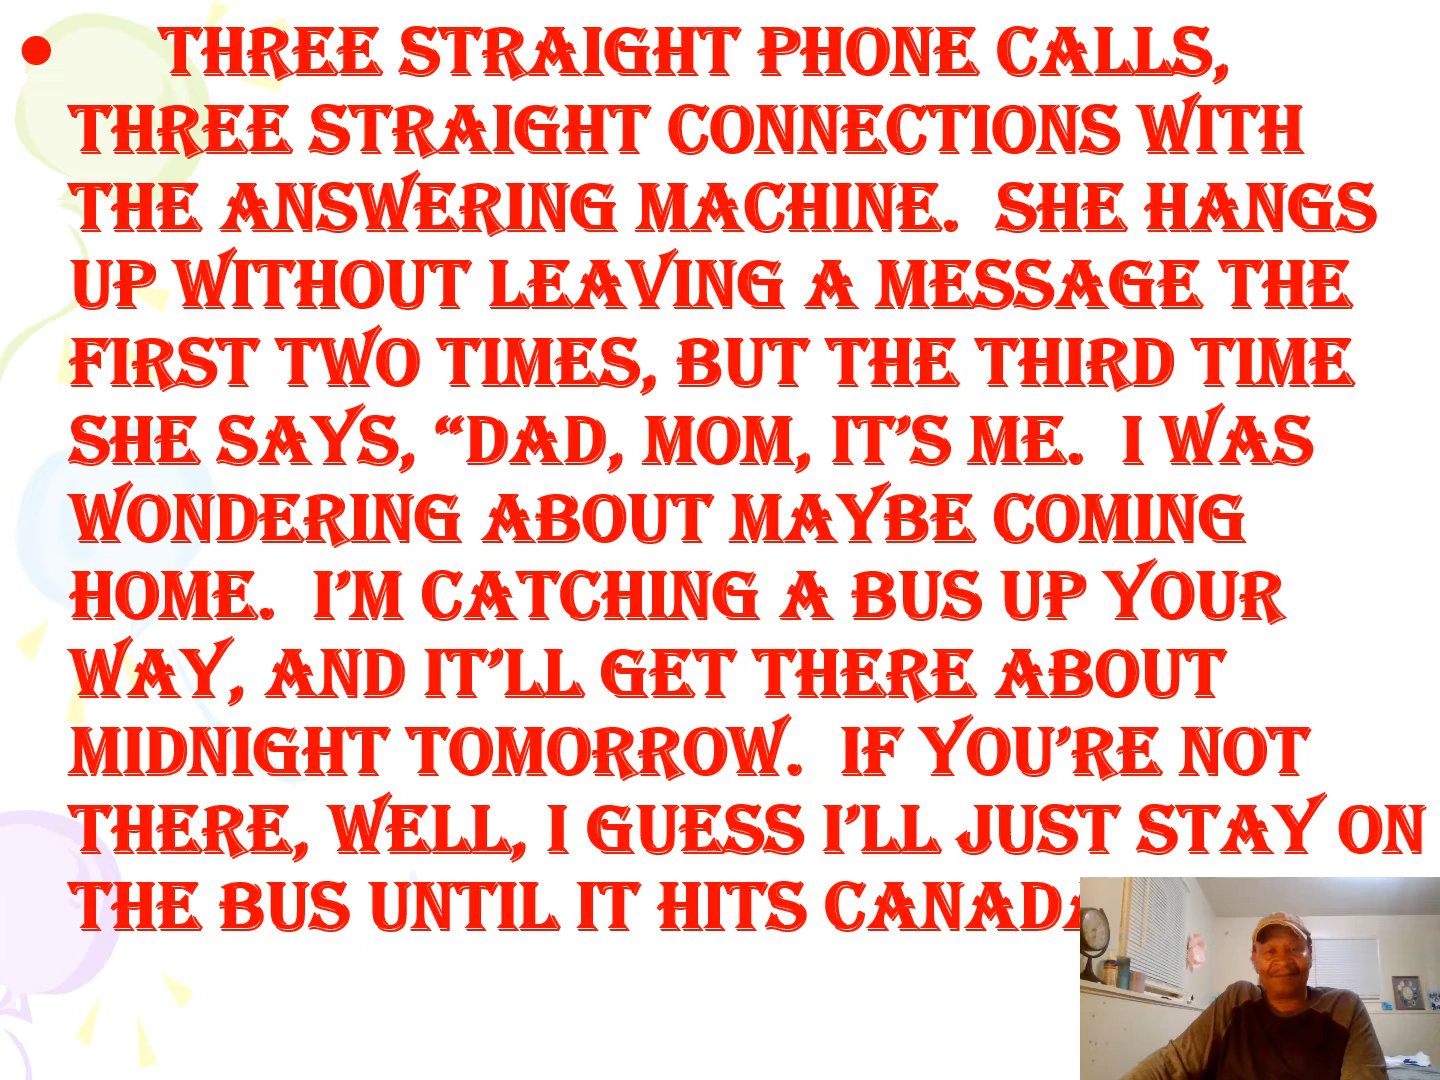 • THREE STRAIGHT PHONE CALLS,
THREE STRAIGHT CONNECTIONS WITH
THE ANSWERING MACHINE.  SHE HANGS
UP WITHOUT LEAVING A MESSAGE THE
FIRST TWO TIMES, BUT THE THIRD TIME
SHE SAYS, “DAD, MOM, IT’S ME.  I WAS
WONDERING ABOUT MAYBE COMING
HOME.  I’M CATCHING A BUS UP YOUR
WAY, AND IT’LL GET THERE ABOUT
MIDNIGHT TOMORROW.  IF YOU’RE NOT
THERE, WELL, I GUESS I’LL JUST STAY ON
THE BUS UNTIL IT HITS CANADA